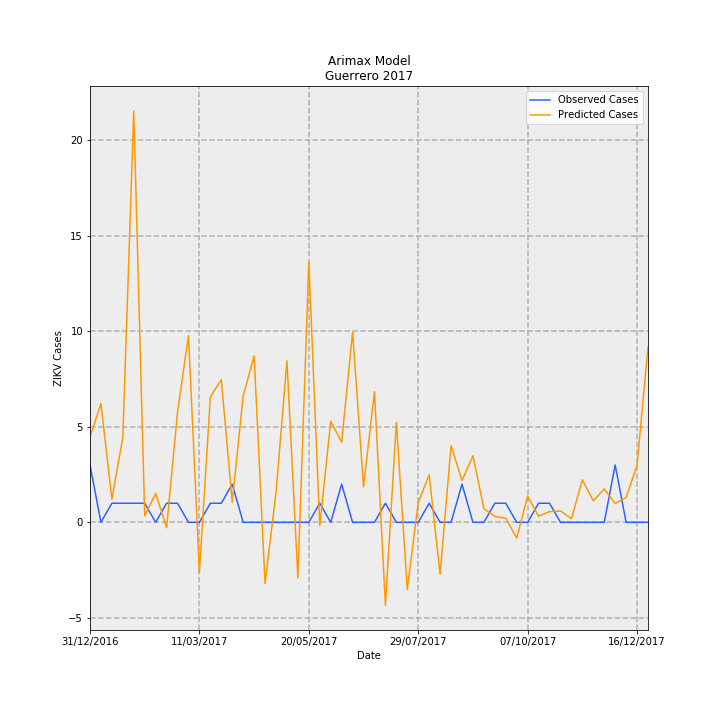 Arimax Model
Guerrero 2017
Observed Cases
Predicted Cases
20
15
10
5
0
−5
ZIKV Cases
31/12/2016 11/03/2017 20/05/2017 29/07/2017 07/10/2017 16/12/2017
Date